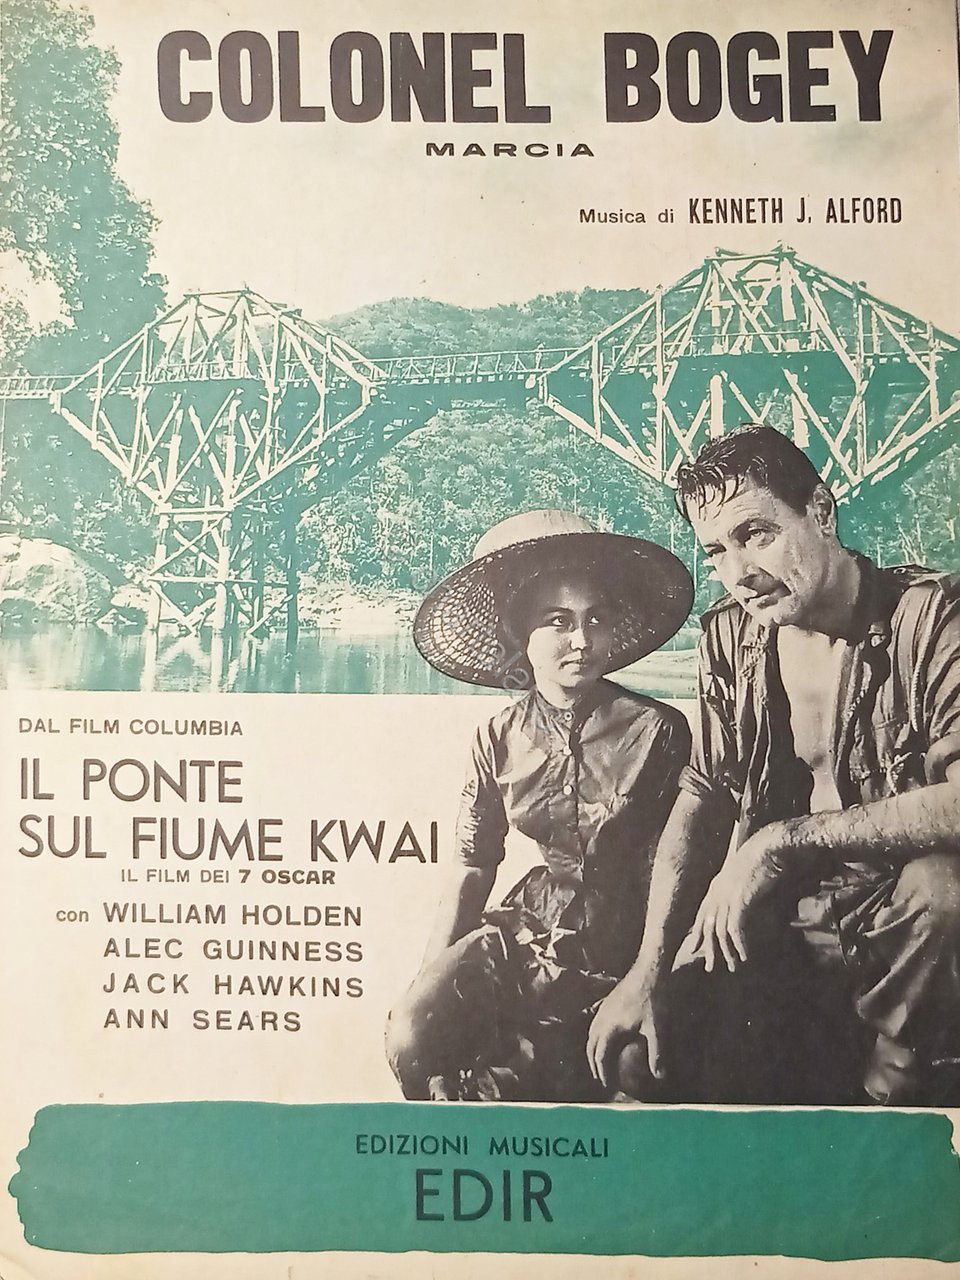 COLONEL BOGEY
MARCIA
Musica di KENNETH J. ALFORD
DAL FILM COLUMBIA
IL PONTE
SUL FIUME KWAI
IL FILM DEI 7 OSCAR
con WILLIAM HOLDEN
ALEC GUINNESS
JACK HAWKINS
ANN SEARS
EDIZIONI MUSICALI
EDIR